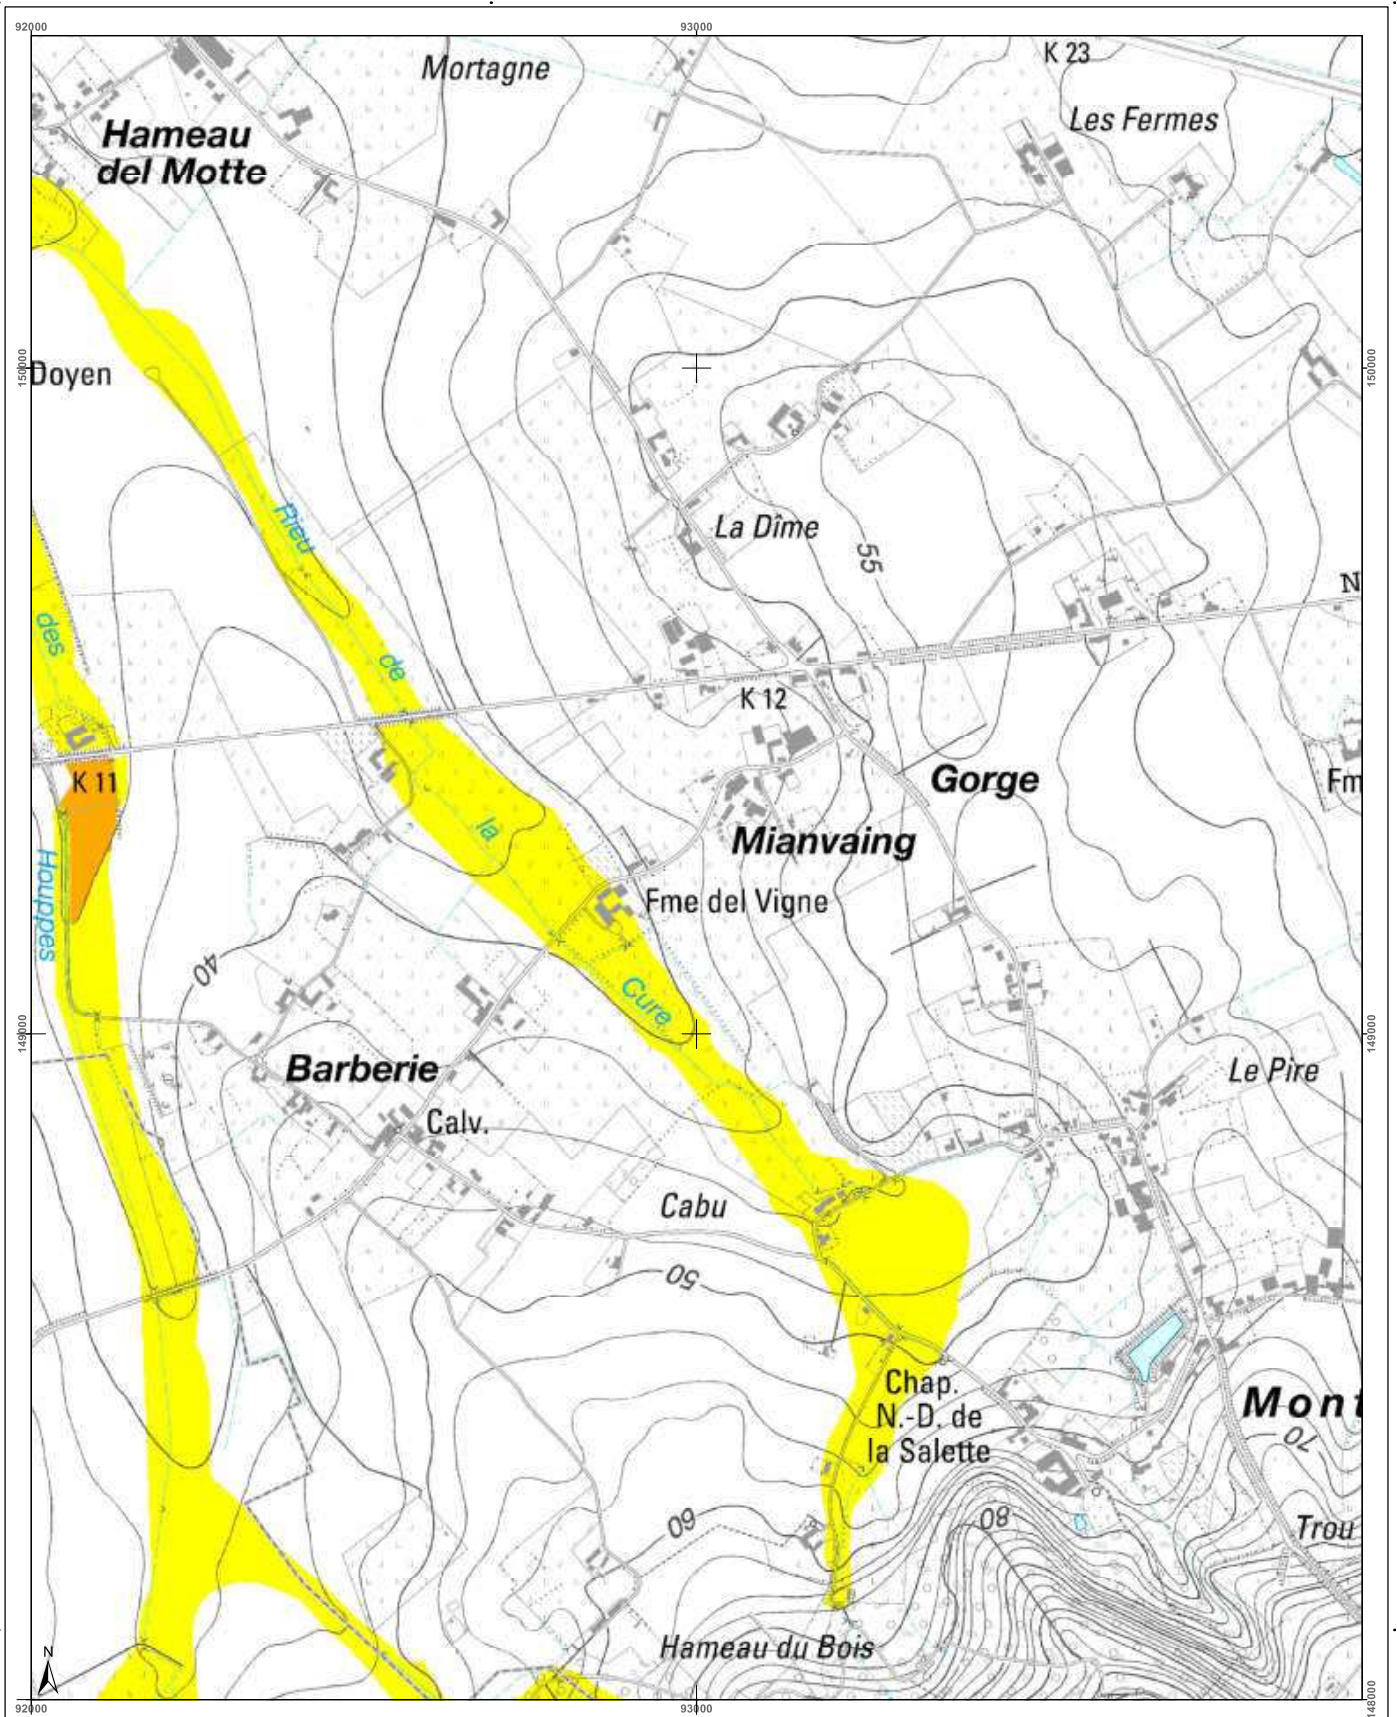 92000
93000
Mortagne
K 23
Les Fermes
Hameau
del Motte
150000
Doyen
150000
Rieu
La Dîme
55
N
des
de
K 12
K 11
Gorge
Fm
la
Mianvaing
Houppes
Fme del Vigne
40
Cure
149000
149000
Barberie
Le Pire
Calv.
Cabu
50
Chap.
N.-D. de
la Salette
Mont
70
60
80
Trou
Hameau du Bois
N
92000
93000
148000